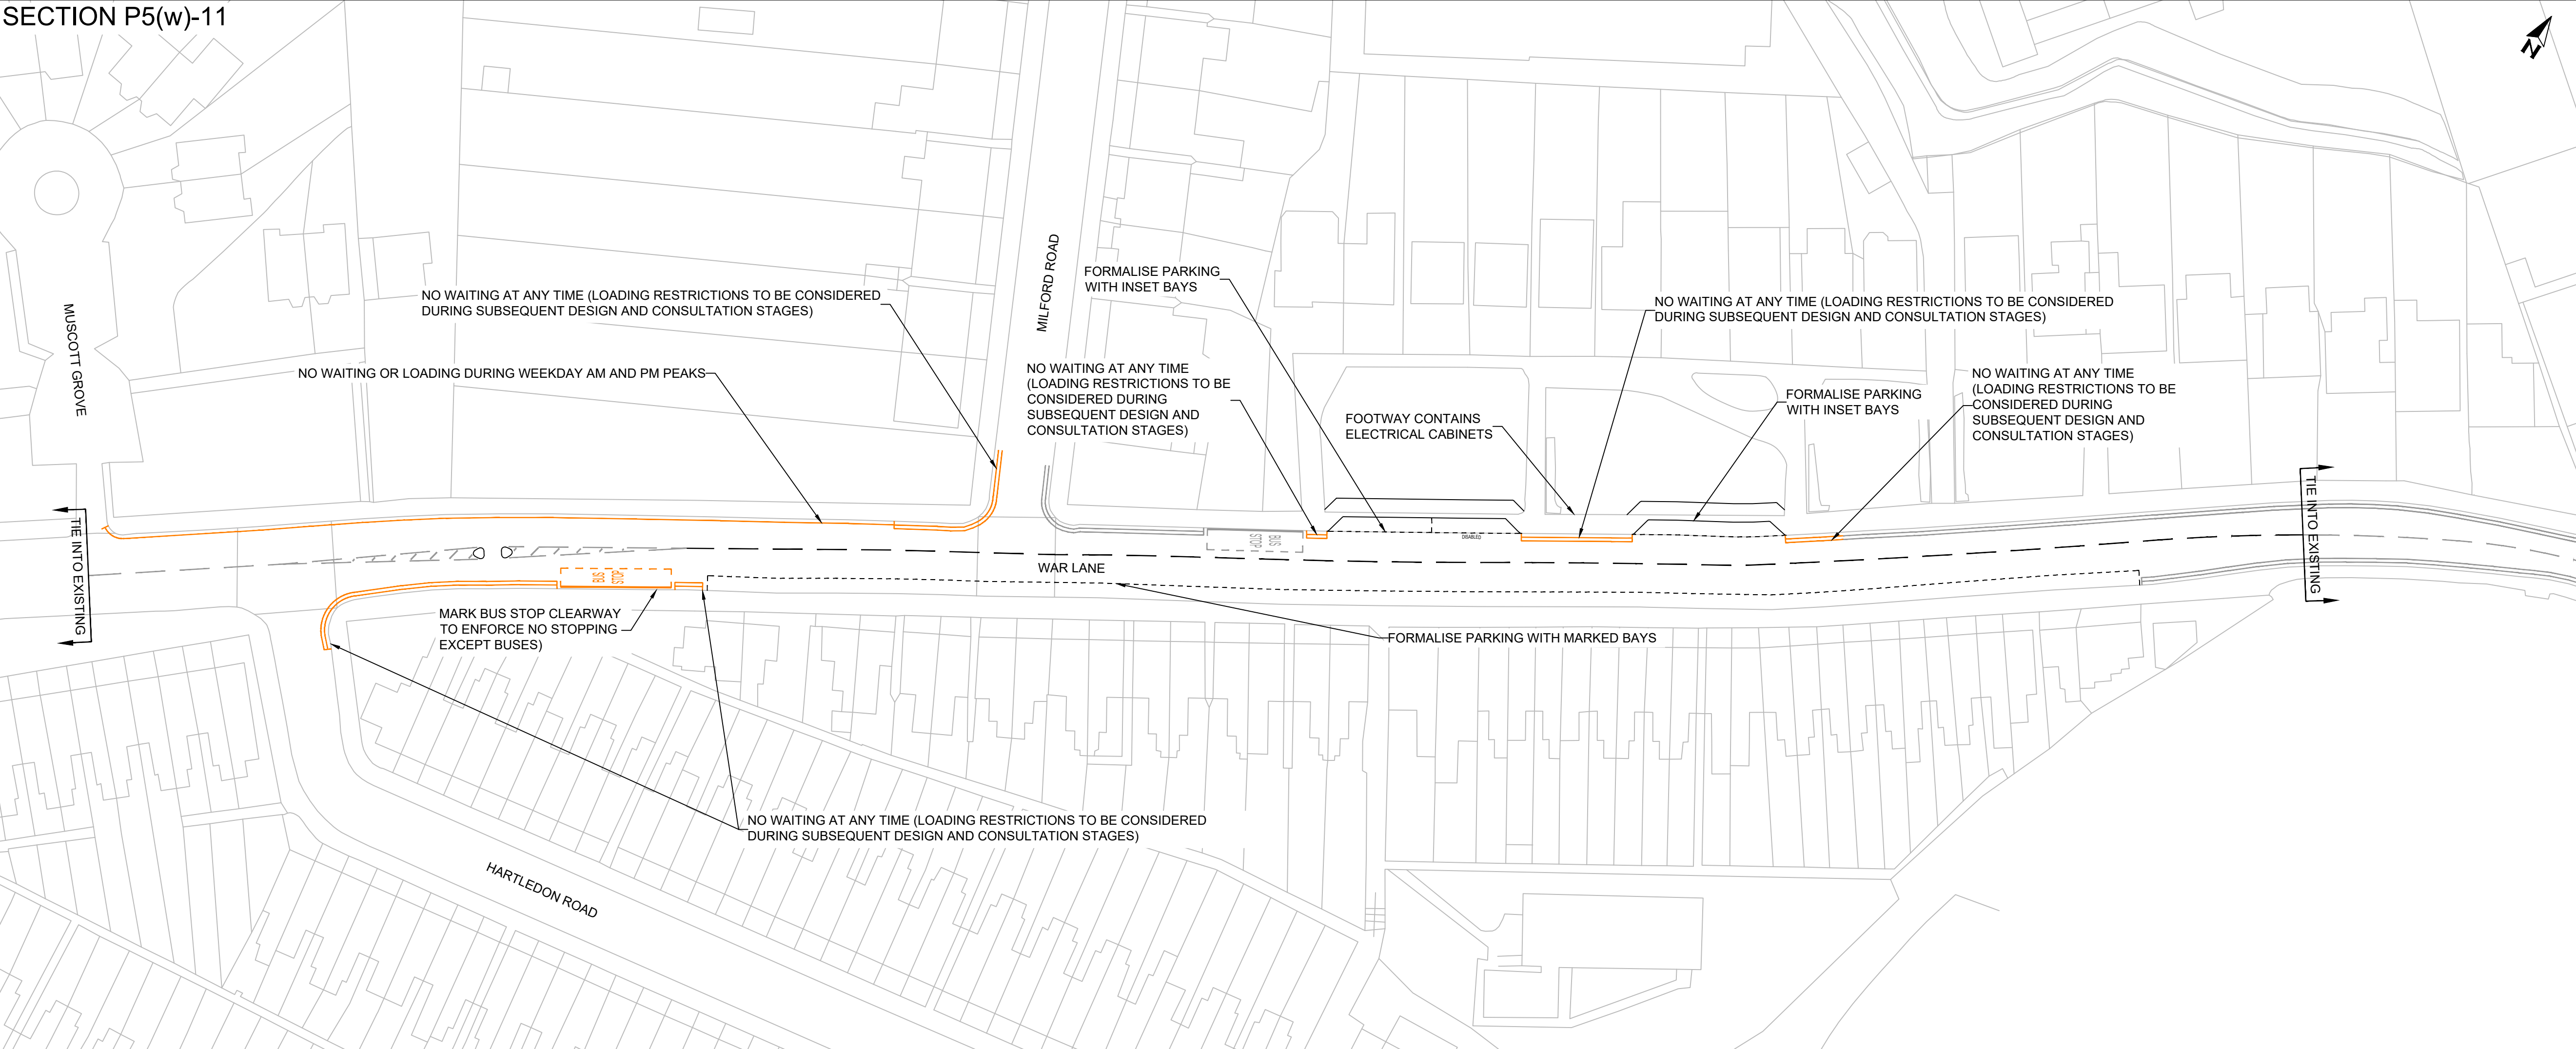 SECTION P5(w)-11
N
MUSCOTT GROVE
MILFORD ROAD
FORMALISE PARKING
WITH INSET BAYS
NO WAITING AT ANY TIME (LOADING RESTRICTIONS TO BE CONSIDERED
DURING SUBSEQUENT DESIGN AND CONSULTATION STAGES)
NO WAITING AT ANY TIME (LOADING RESTRICTIONS TO BE CONSIDERED
DURING SUBSEQUENT DESIGN AND CONSULTATION STAGES)
NO WAITING OR LOADING DURING WEEKDAY AM AND PM PEAKS
NO WAITING AT ANY TIME
(LOADING RESTRICTIONS TO BE
CONSIDERED DURING
SUBSEQUENT DESIGN AND
CONSULTATION STAGES)
FOOTWAY CONTAINS
ELECTRICAL CABINETS
FORMALISE PARKING
WITH INSET BAYS
NO WAITING AT ANY TIME
(LOADING RESTRICTIONS TO BE
CONSIDERED DURING
SUBSEQUENT DESIGN AND
CONSULTATION STAGES)
TIE INTO EXISTING
TIE INTO EXISTING
BUS
STOP
DISABLED
WAR LANE
BUS
STOP
MARK BUS STOP CLEARWAY
TO ENFORCE NO STOPPING
EXCEPT BUSES)
FORMALISE PARKING WITH MARKED BAYS
NO WAITING AT ANY TIME (LOADING RESTRICTIONS TO BE CONSIDERED
DURING SUBSEQUENT DESIGN AND CONSULTATION STAGES)
HARTLEDON ROAD